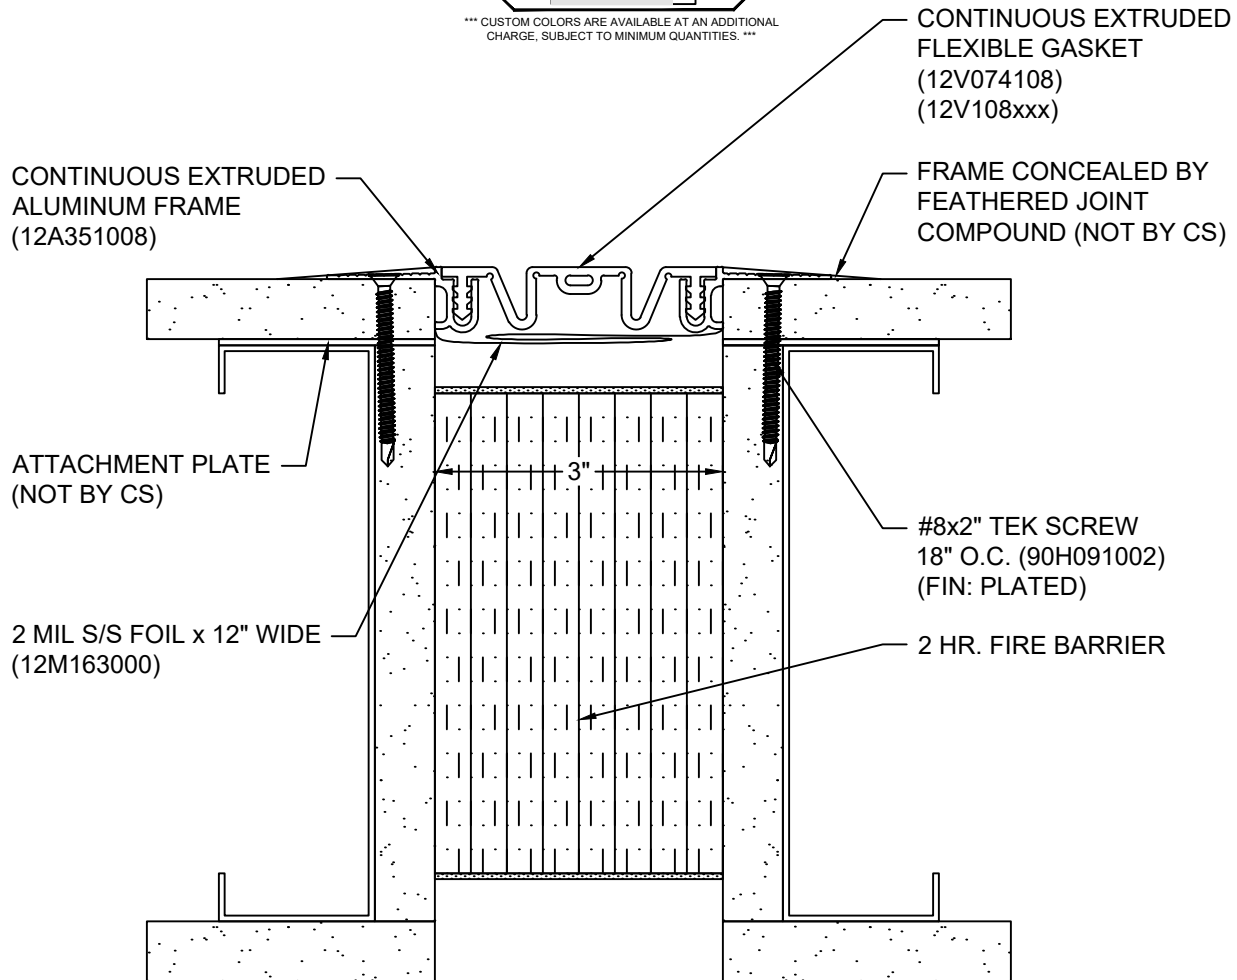 *** CUSTOM COLORS ARE AVAILABLE AT AN ADDITIONAL
CHARGE, SUBJECT TO MINIMUM QUANTITIES. ***
CONTINUOUS EXTRUDED
FLEXIBLE GASKET
(12V074108)
(12V108xxx)
CONTINUOUS EXTRUDED
ALUMINUM FRAME
(12A351008)
FRAME CONCEALED BY
FEATHERED JOINT
COMPOUND (NOT BY CS)
ATTACHMENT PLATE
(NOT BY CS)
3"
#8x2" TEK SCREW
18" O.C. (90H091002)
(FIN: PLATED)
2 MIL S/S FOIL x 12" WIDE
(12M163000)
2 HR. FIRE BARRIER